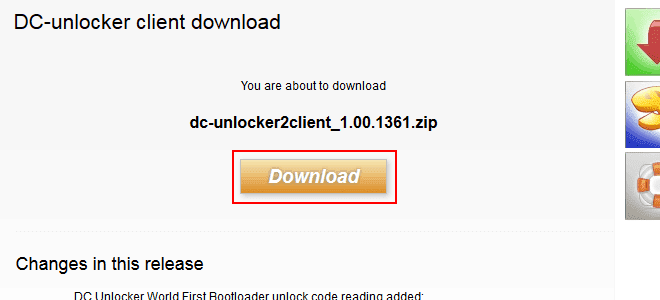 DC-unlocker client download
You are about to download
dc-unlocker2client_1.00.1361.zip
Download
Changes in this release
DC Unlocker World First Bootloader unlock code reading added: